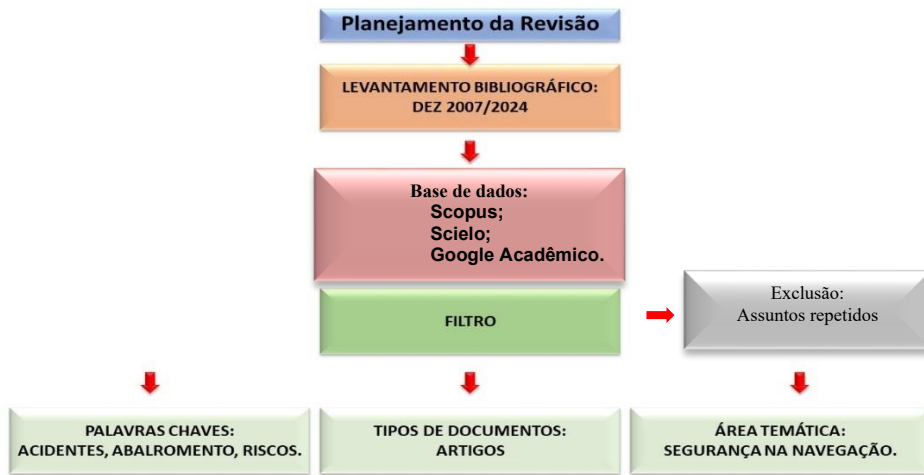 Planejamento da Revisão
LEVANTAMENTO BIBLIOGRÁFICO:
DEZ 2007/2024
Base de dados:
Scopus;
Scielo;
Google Acadêmico.
FILTRO
Exclusão:
Assuntos repetidos
PALAVRAS CHAVES:
ACIDENTES, ABALROMENTO, RISCOS.
TIPOS DE DOCUMENTOS:
ARTIGOS
ÁREA TEMÁTICA:
SEGURANÇA NA NAVEGAÇÃO.